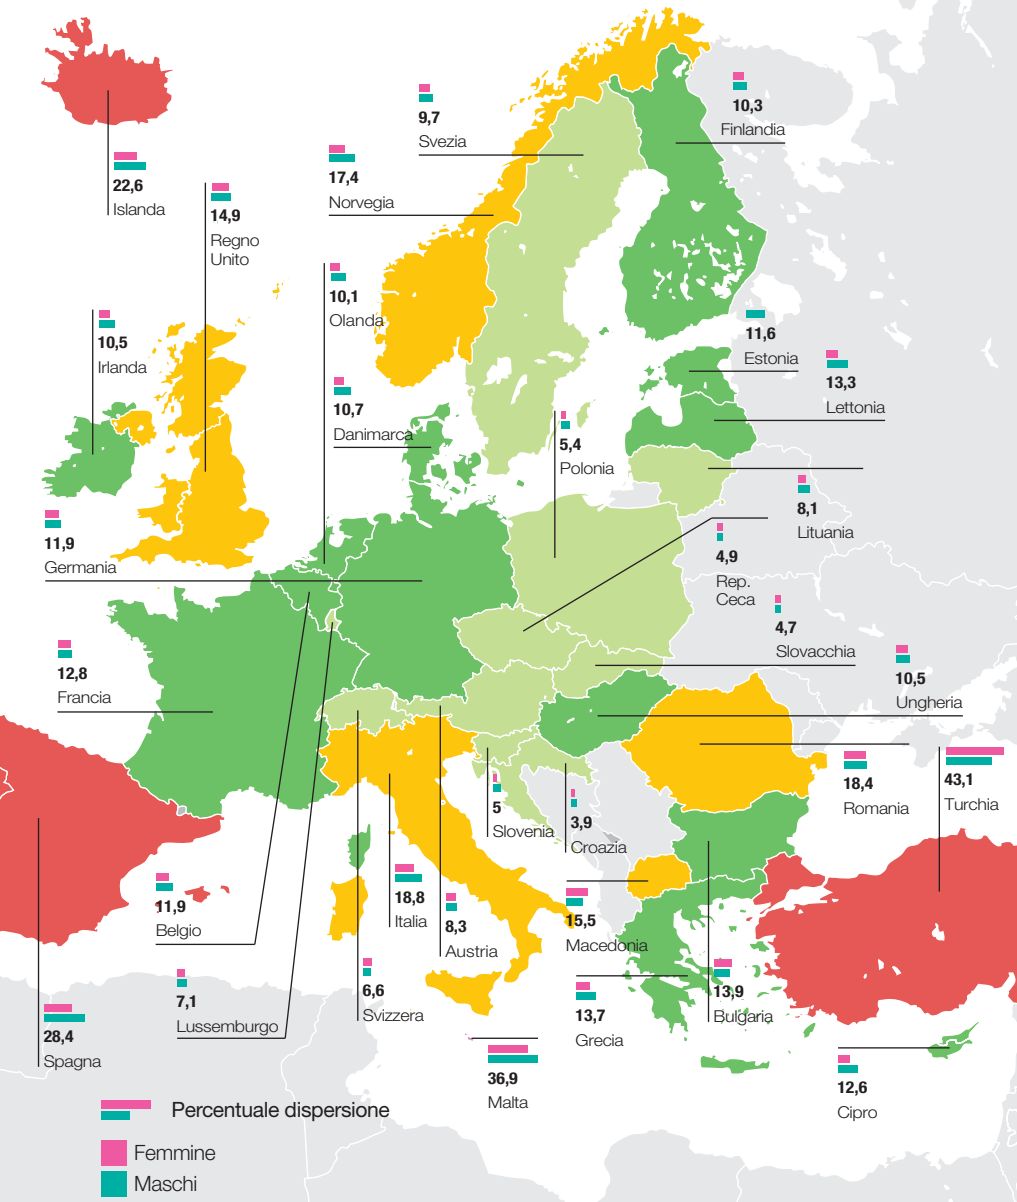 9,7
Svezia
10,3
Finlandia
17,4
Norvegia
22,6
Islanda
14,9
Regno
Unito
10,1
Olanda
10,5
Irlanda
11,6
Estonia
13,3
Lettonia
10,7
Danimarca
5,4
Polonia
8,1
Lituania
11,9
Germania
4,9
Rep.
Ceca
4,7
Slovacchia
12,8
Francia
10,5
Ungheria
18,4
Romania
43,1
Turchia
5
Slovenia
3,9
Croazia
11,9
Belgio
18,8
Italia
8,3
Austria
15,5
Macedonia
7,1
Lussemburgo
6,6
Svizzera
13,9
Bulgaria
13,7
Grecia
28,4
Spagna
36,9
Malta
12,6
Cipro
Percentuale dispersione
Femmine
Maschi